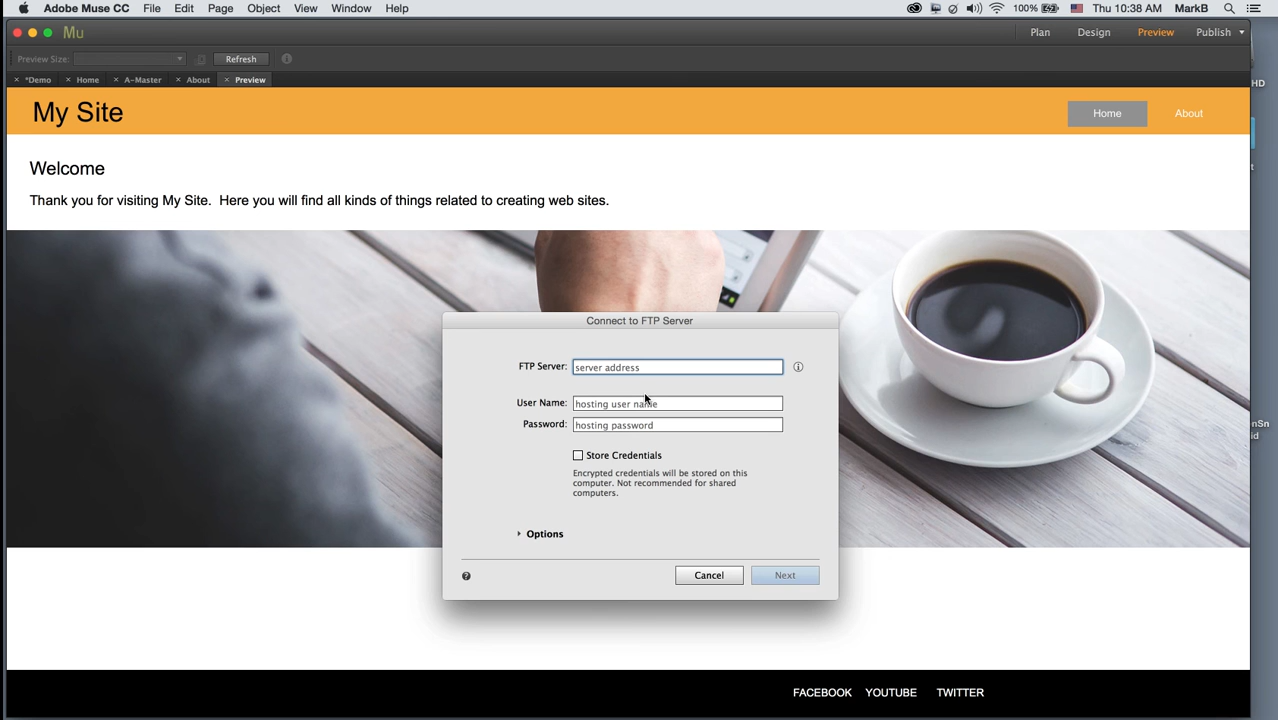 Adobe Muse CC File Edit Page Object View Window Help 100% Thu 10:38 AM MarkB
Mu Plan Design Preview Publish
Preview Size: Refresh
*Demo Home A-Master About Preview
HD
My Site Home About
Welcome
Thank you for visiting My Site. Here you will find all kinds of things related to creating web sites.
Connect to FTP Server
FTP Server: server address
User Name: hosting user name
Password: hosting password
Store Credentials
Encrypted credentials will be stored on this
computer. Not recommended for shared
computers.
Options
Cancel Next
FACEBOOK YOUTUBE TWITTER